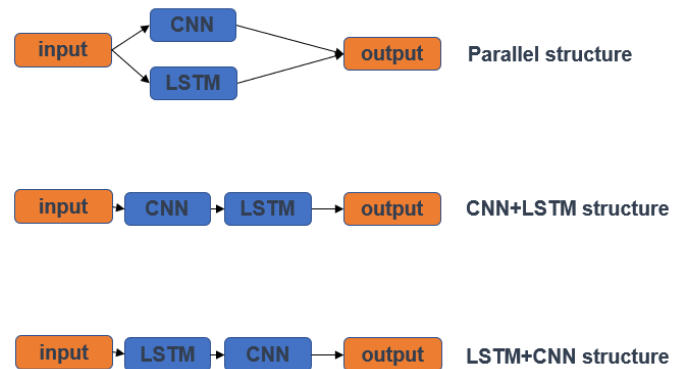 CNN
input
output
Parallel structure
LSTM
input
CNN
LSTM
output
CNN+LSTM structure
input
LSTM
CNN
output
LSTM+CNN structure